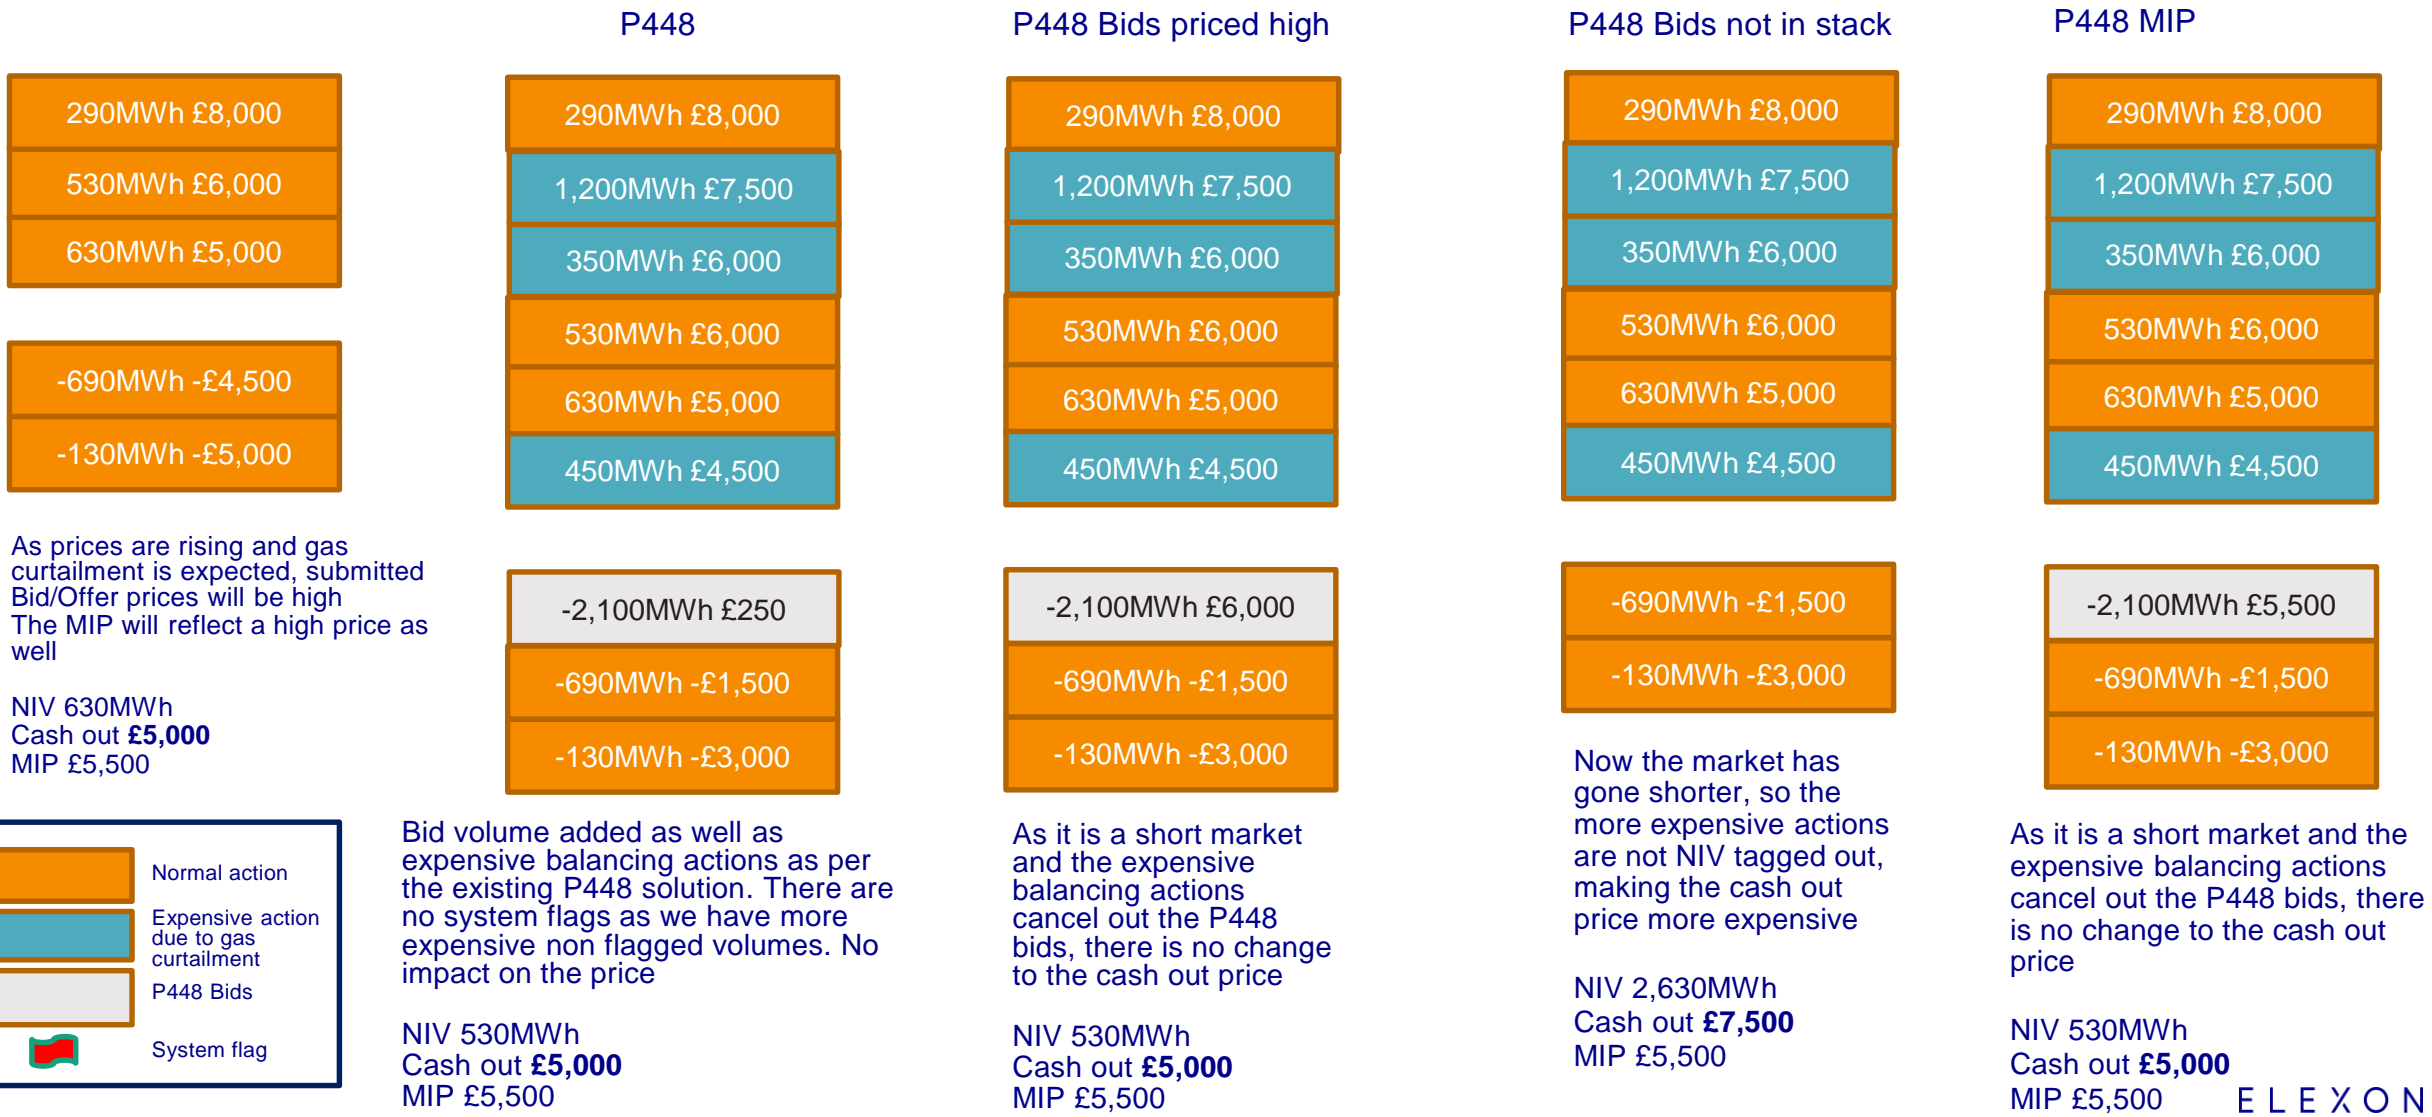 290MWh £8,000
530MWh £6,000
630MWh £5,000
-690MWh -£4,500
-130MWh -£5,000
As prices are rising and gas
curtailment is expected, submitted
Bid/Offer prices will be high
The MIP will reflect a high price as
well
NIV 630MWh
Cash out £5,000
MIP £5,500
Normal action
Expensive action
due to gas
curtailment
P448 Bids
System flag
P448
290MWh £8,000
1,200MWh £7,500
350MWh £6,000
530MWh £6,000
630MWh £5,000
450MWh £4,500
-2,100MWh £250
-690MWh -£1,500
-130MWh -£3,000
Bid volume added as well as
expensive balancing actions as per
the existing P448 solution. There are
no system flags as we have more
expensive non flagged volumes. No
impact on the price
NIV 530MWh
Cash out £5,000
MIP £5,500
P448 Bids priced high
290MWh £8,000
1,200MWh £7,500
350MWh £6,000
530MWh £6,000
630MWh £5,000
450MWh £4,500
-2,100MWh £6,000
-690MWh -£1,500
-130MWh -£3,000
As it is a short market
and the expensive
balancing actions
cancel out the P448
bids, there is no change
to the cash out price
NIV 530MWh
Cash out £5,000
MIP £5,500
P448 Bids not in stack
290MWh £8,000
1,200MWh £7,500
350MWh £6,000
530MWh £6,000
630MWh £5,000
450MWh £4,500
-690MWh -£1,500
-130MWh -£3,000
Now the market has
gone shorter, so the
more expensive actions
are not NIV tagged out,
making the cash out
price more expensive
NIV 2,630MWh
Cash out £7,500
MIP £5,500
P448 MIP
290MWh £8,000
1,200MWh £7,500
350MWh £6,000
530MWh £6,000
630MWh £5,000
450MWh £4,500
-2,100MWh £5,500
-690MWh -£1,500
-130MWh -£3,000
As it is a short market and the
expensive balancing actions
cancel out the P448 bids, there
is no change to the cash out
price
NIV 530MWh
Cash out £5,000
MIP £5,500
ELEXON